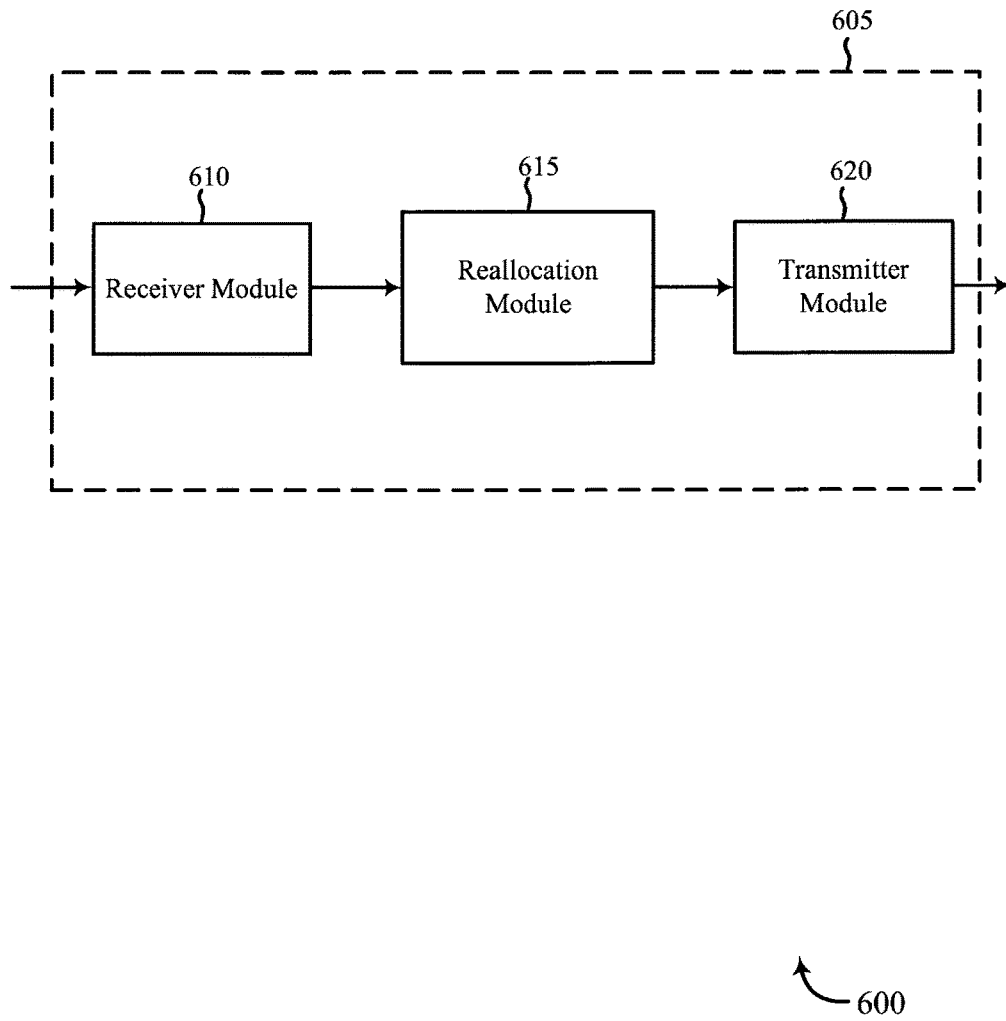 605
610
615
620
Receiver Module
Reallocation
Module
Transmitter
Module
600